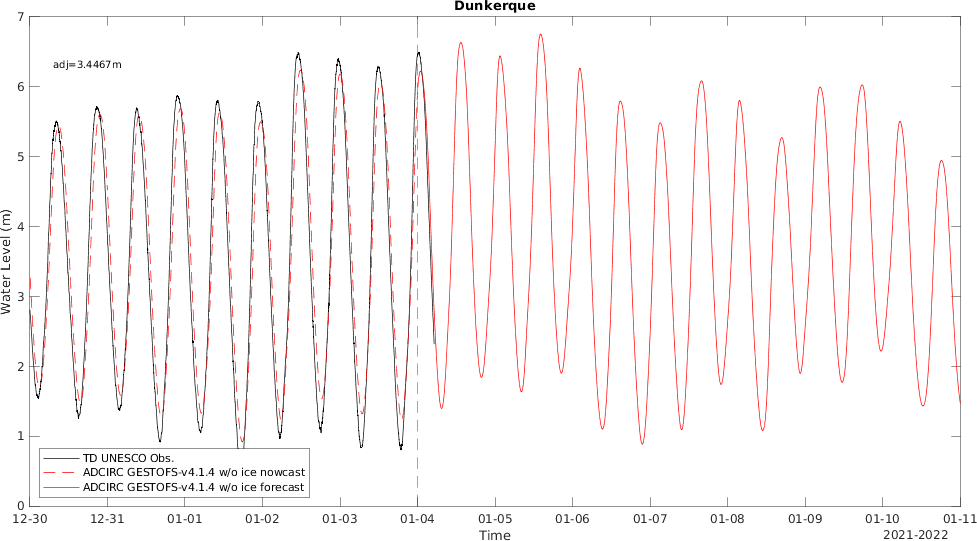 Dunkerque
adj=3.4467m
Water Level (m)
7
6
5
4
3
2
1
0
TD UNESCO Obs.
ADCIRC GESTOFS-v4.1.4 w/o ice nowcast
ADCIRC GESTOFS-v4.1.4 w/o ice forecast
12-30 12-31 01-01 01-02 01-03 01-04 01-05 01-06 01-07 01-08 01-09 01-10 01-11
Time
2021-2022